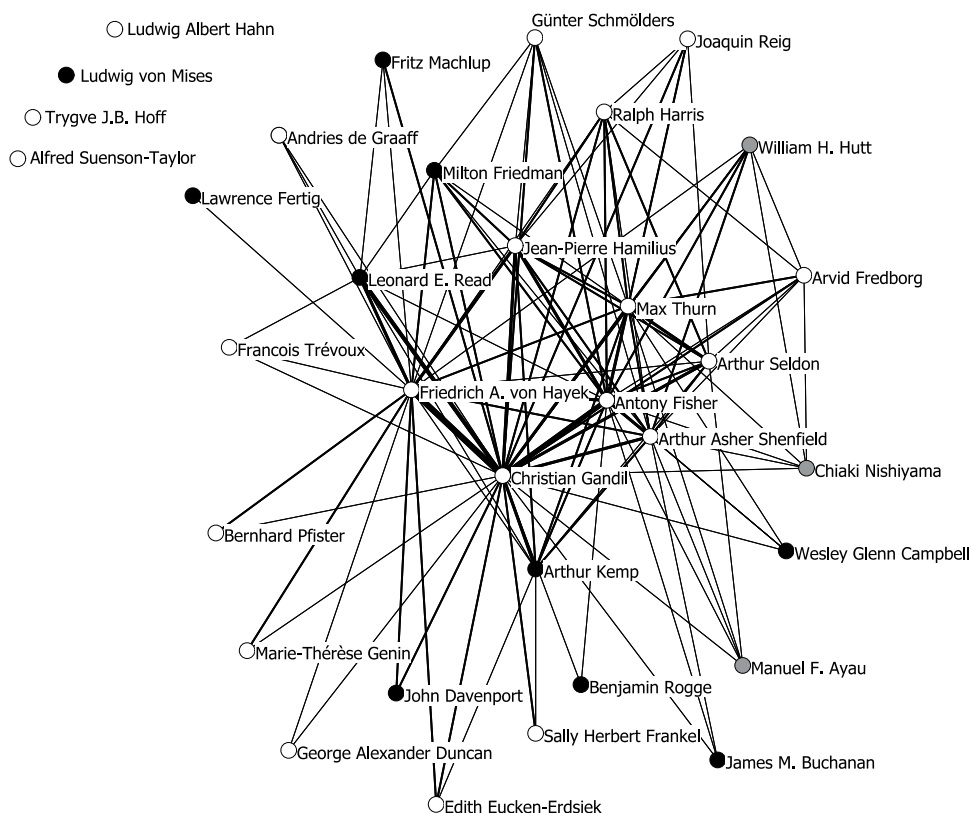 Günter Schmölders
Ludwig Albert Hahn
Joaquin Reig
Fritz Machlup
Ludwig von Mises
Ralph Harris
Trygve J.B. Hoff
Andries de Graaff
William H. Hutt
Alfred Suenson-Taylor
Milton Friedman
Lawrence Fertig
Jean-Pierre Hamilius
Leonard E. Read
Arvid Fredborg
Max Thurn
Francois Trévoux
Arthur Seldon
Friedrich A. von Hayek
Antony Fisher
Arthur Asher Shenfield
Christian Gandil
Chiaki Nishiyama
Bernhard Pfister
Wesley Glenn Campbell
Arthur Kemp
Marie-Thérèse Genin
Manuel F. Ayau
John Davenport
Benjamin Rogge
Sally Herbert Frankel
George Alexander Duncan
James M. Buchanan
Edith Eucken-Erdsiek